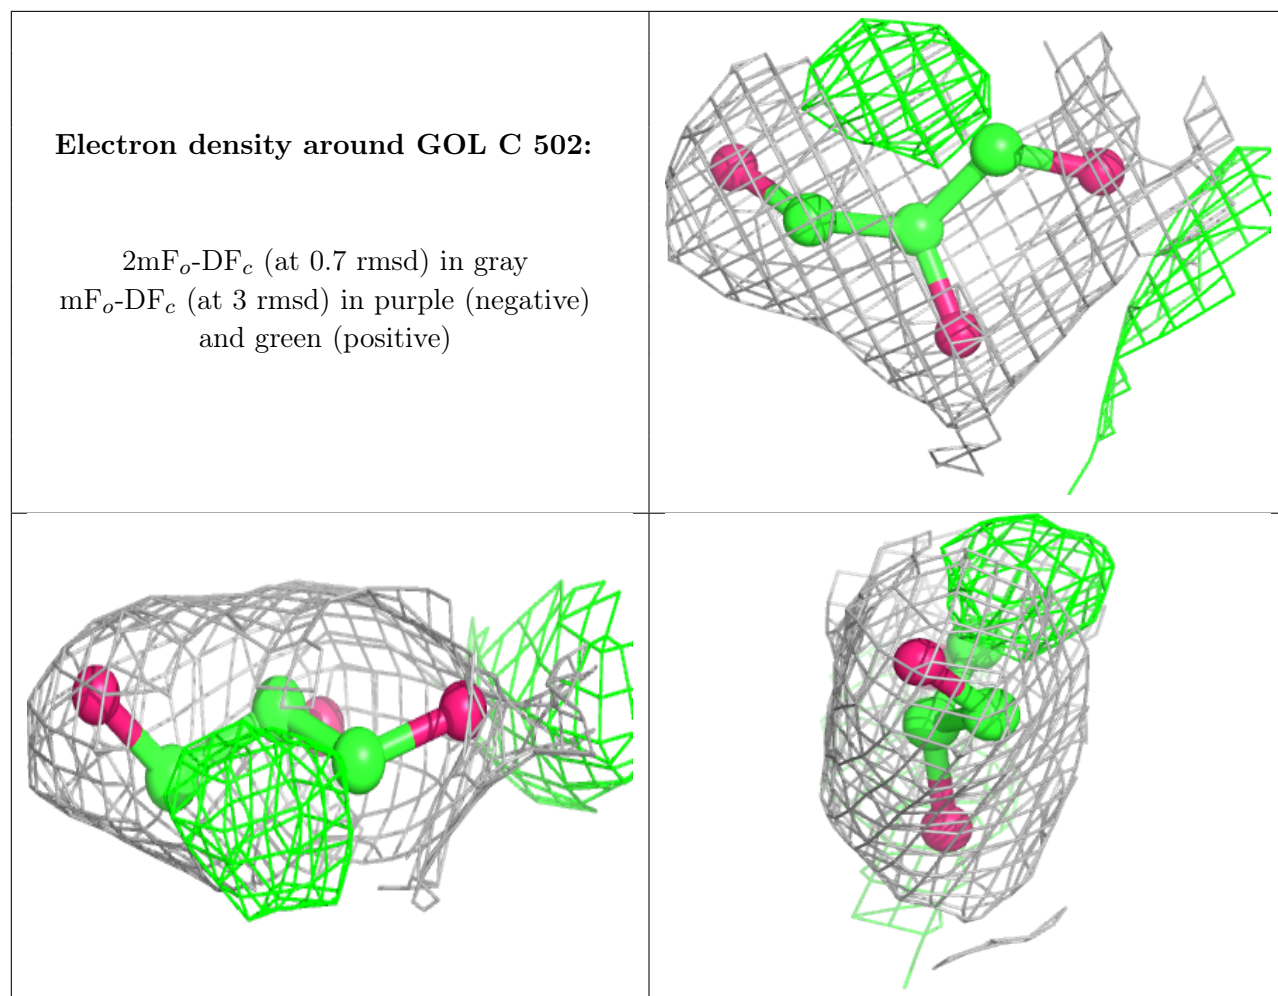 Electron density around GOL C 502:
2mFo-DFc (at 0.7 rmsd) in gray
mFo-DFc (at 3 rmsd) in purple (negative)
and green (positive)